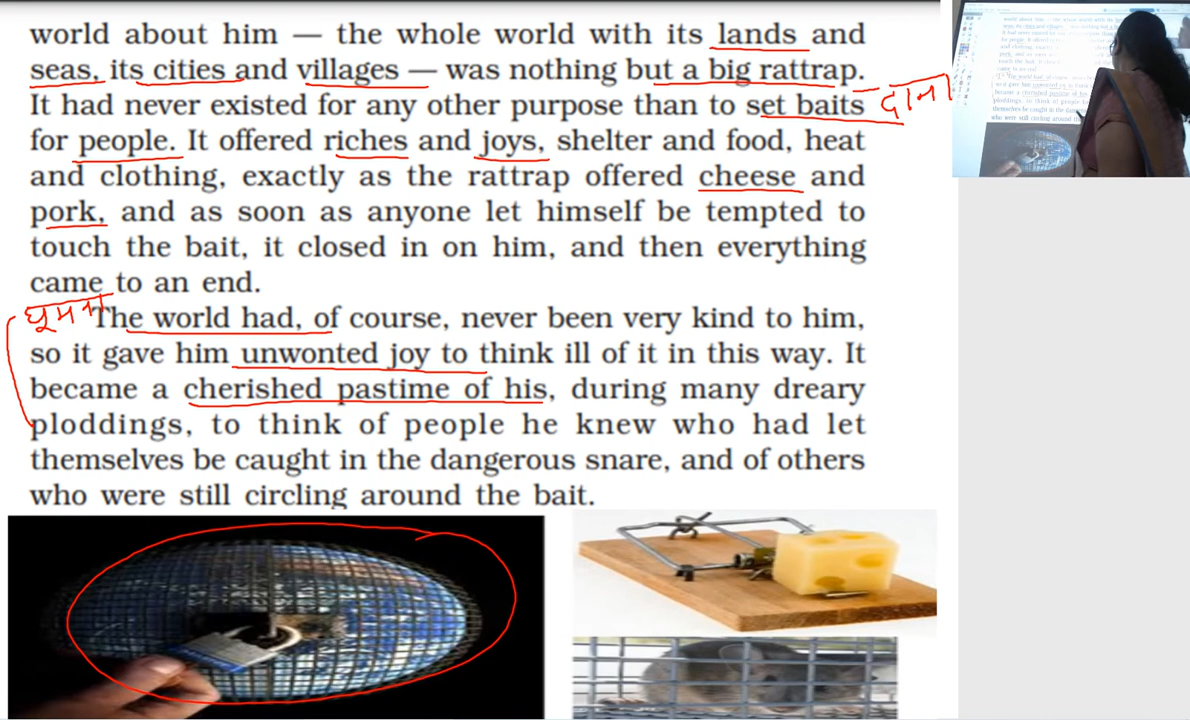 world about him — the whole world with its lands and
seas, its cities and villages — was nothing but a big rattrap.
It had never existed for any other purpose than to set baits दाना
for people. It offered riches and joys, shelter and food, heat
and clothing, exactly as the rattrap offered cheese and
pork, and as soon as anyone let himself be tempted to
touch the bait, it closed in on him, and then everything
came to an end.
घूमना
The world had, of course, never been very kind to him,
so it gave him unwonted joy to think ill of it in this way. It
became a cherished pastime of his, during many dreary
ploddings, to think of people he knew who had let
themselves be caught in the dangerous snare, and of others
who were still circling around the bait.